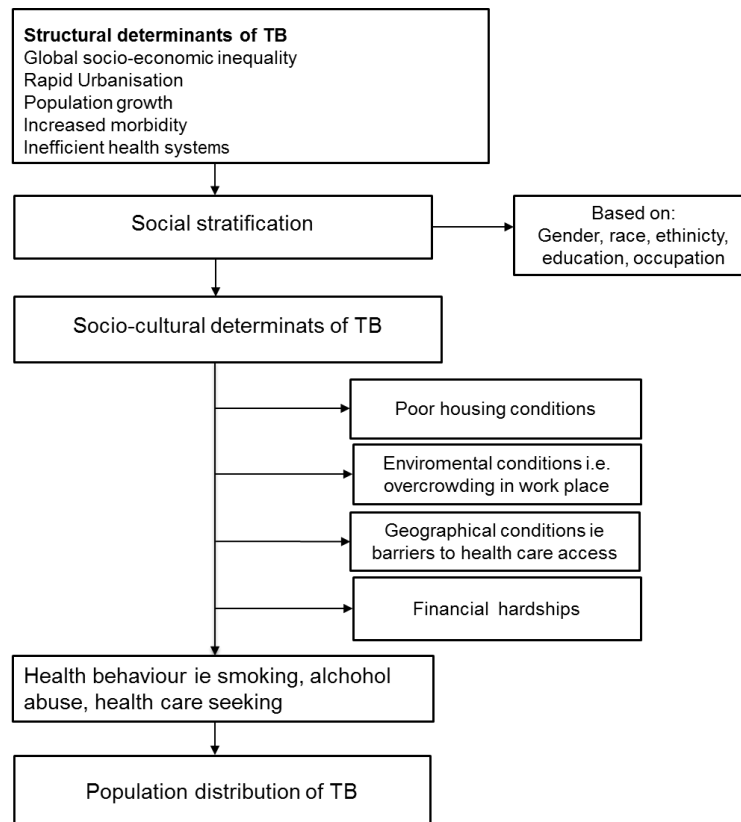 Structural determinants of TB
Global socio-economic inequality
Rapid Urbanisation
Population growth
Increased morbidity
Inefficient health systems
Social stratification
Based on:
Gender, race, ethinicty,
education, occupation
Socio-cultural determinats of TB
Poor housing conditions
Enviromental conditions i.e.
overcrowding in work place
Geographical conditions ie
barriers to health care access
Financial hardships
Health behaviour ie smoking, alchohol
abuse, health care seeking
Population distribution of TB